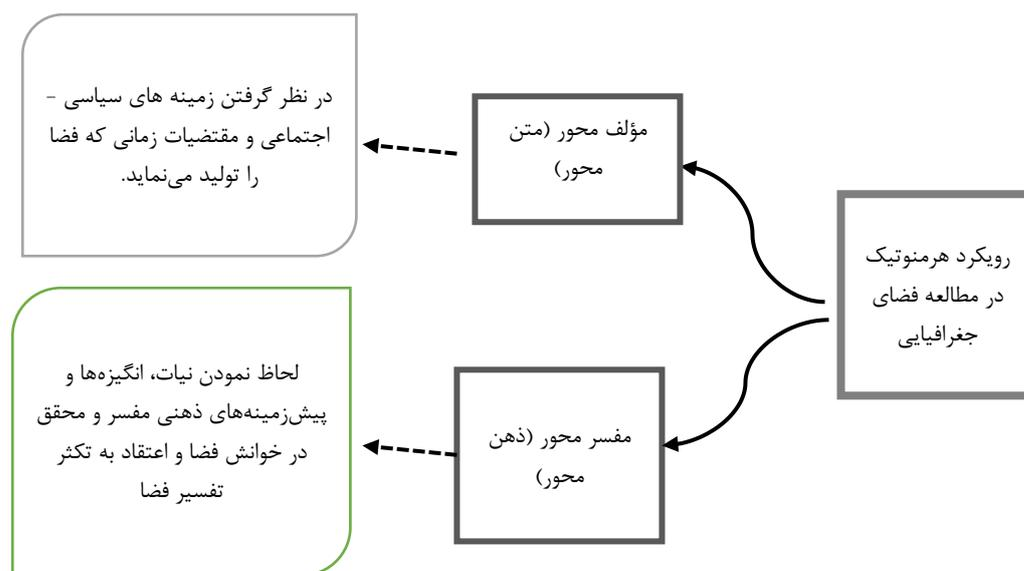 رویکرد هرمنوتیک
در مطالعه فضای
جغرافیایی
مؤلف محور (متن
محور)
در نظر گرفتن زمینه های سیاسی –
اجتماعی و مقتضیات زمانی که فضا
را تولید می‌نماید.
مفسر محور (ذهن
محور)
لحاظ نمودن نیات، انگیزه‌ها و
پیش‌زمینه‌های ذهنی مفسر و محقق
در خوانش فضا و اعتقاد به تکثر
تفسیر فضا